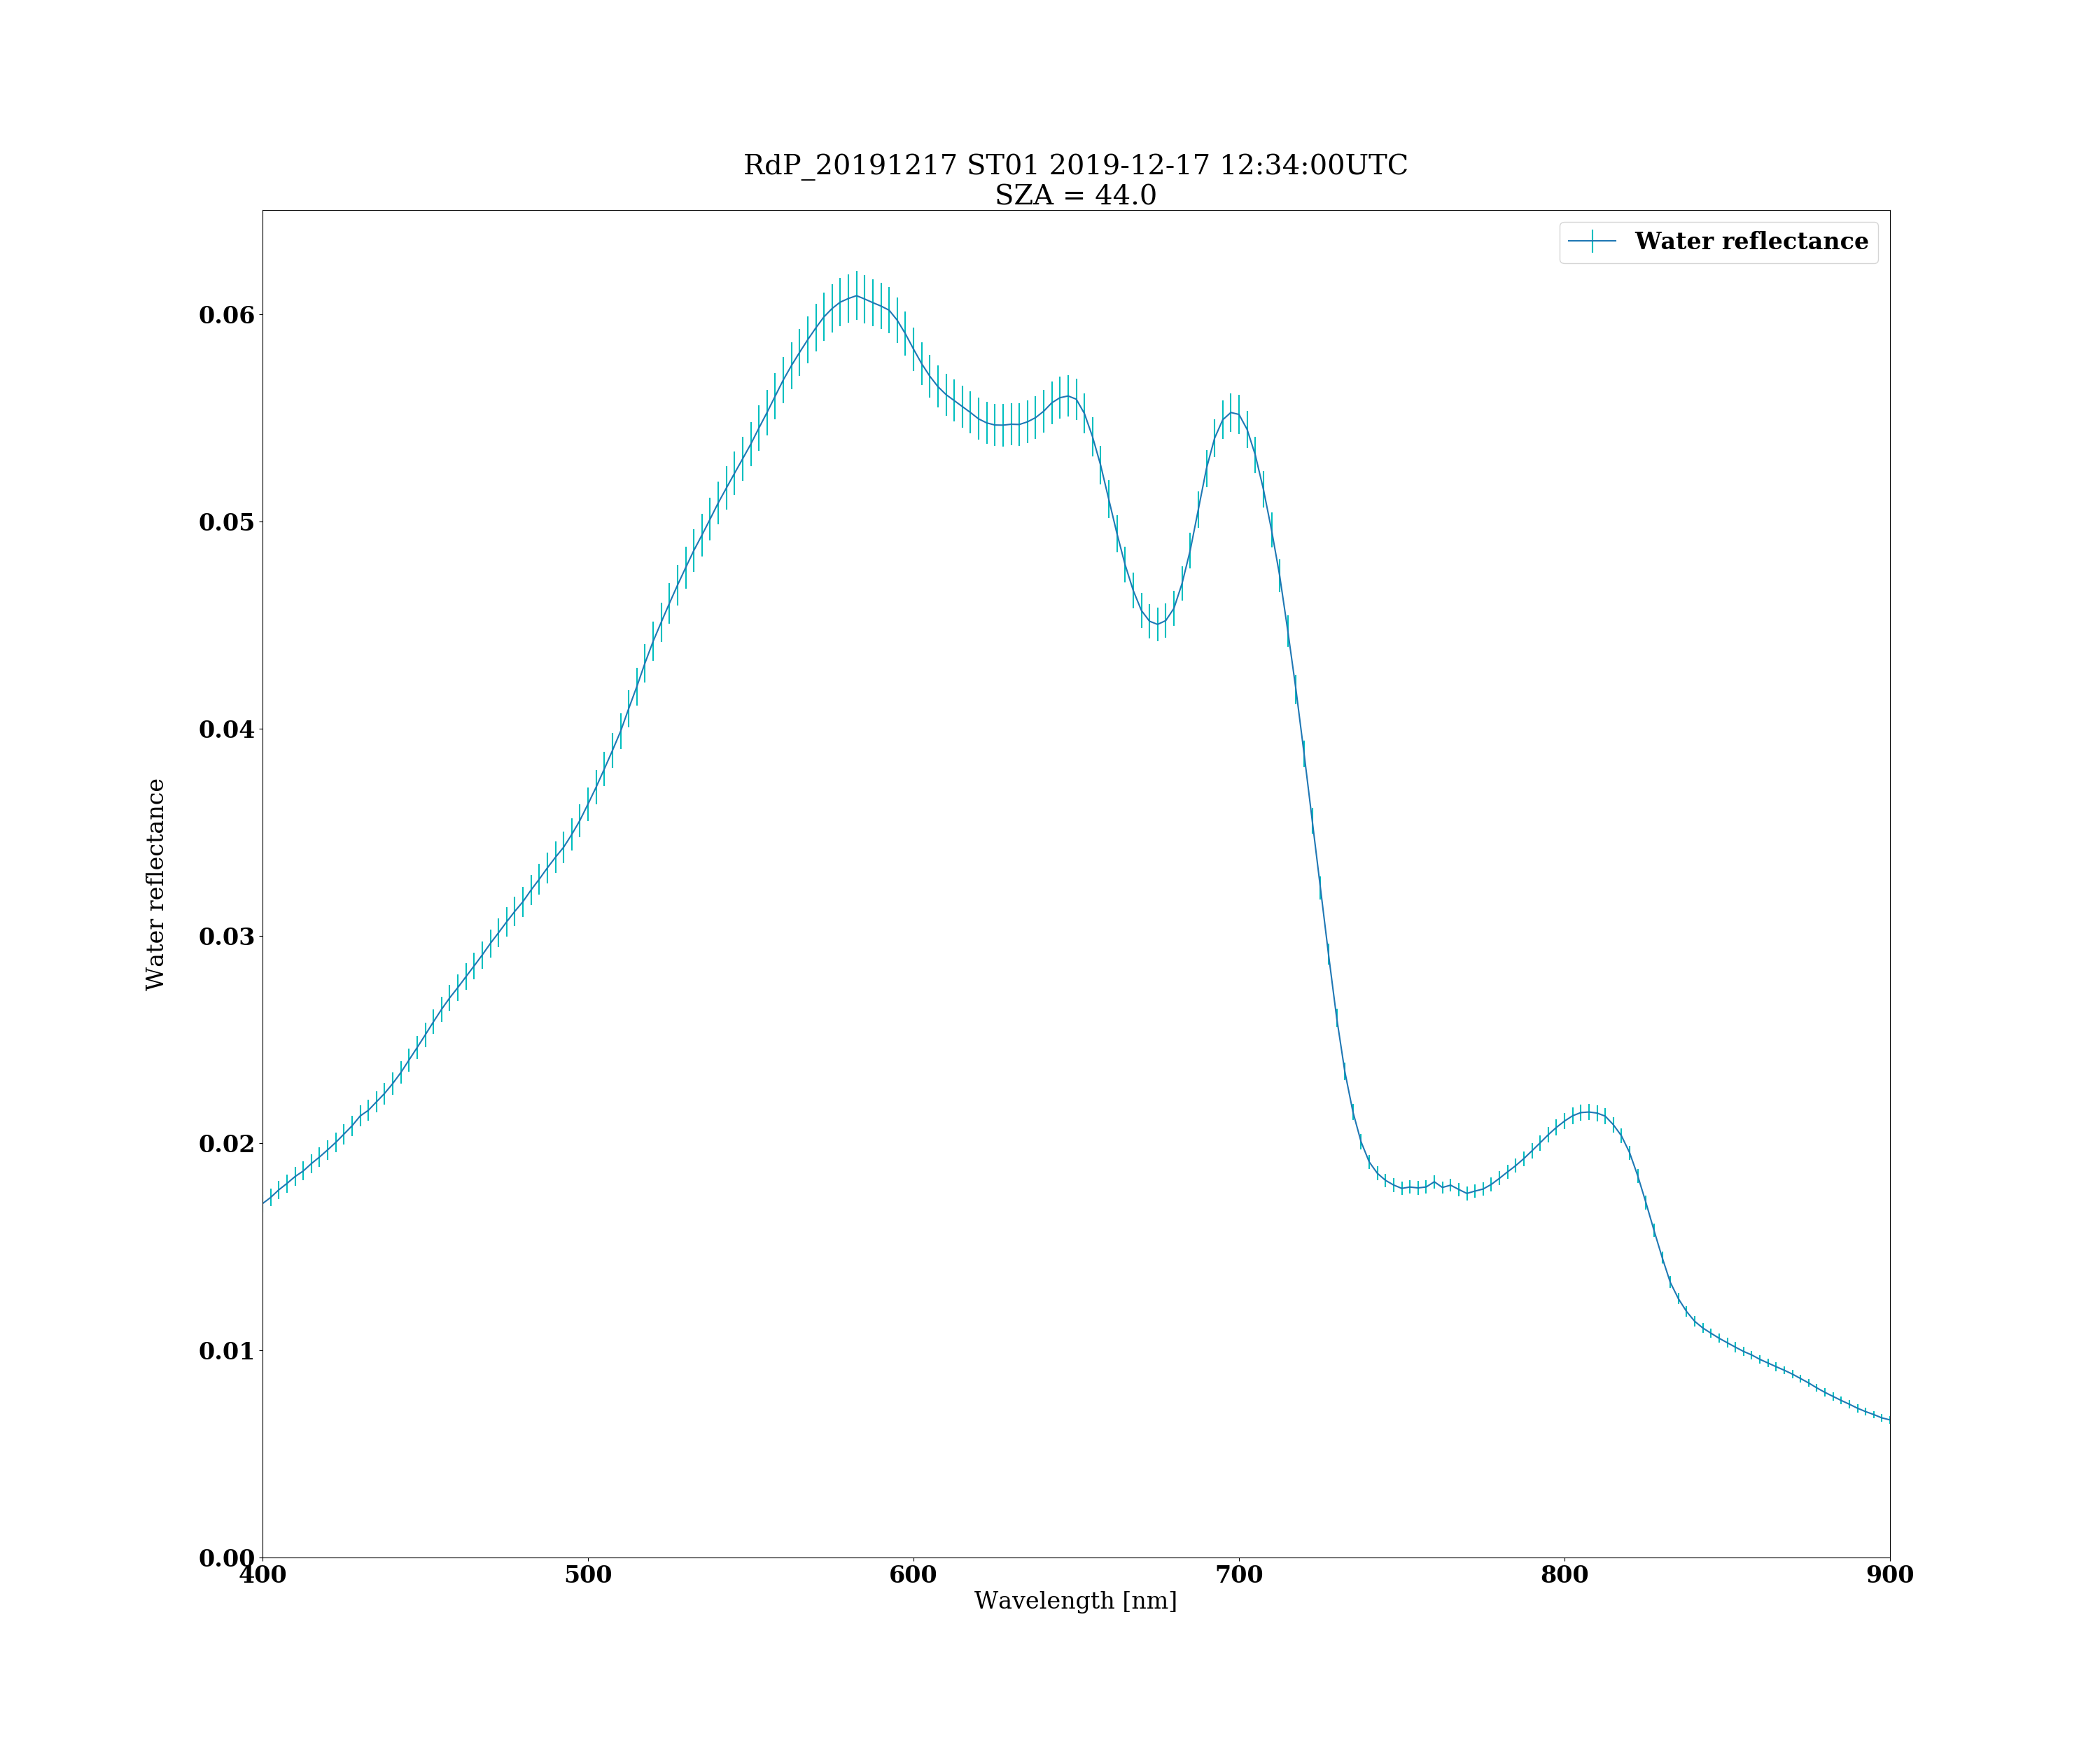 RdP_20191217 ST01 2019-12-17 12:34:00UTC
SZA = 44.0
Water reflectance
0.06
0.05
0.04
0.03
0.02
0.01
0.00
Water reflectance
400 500 600 700 800 900
Wavelength [nm]